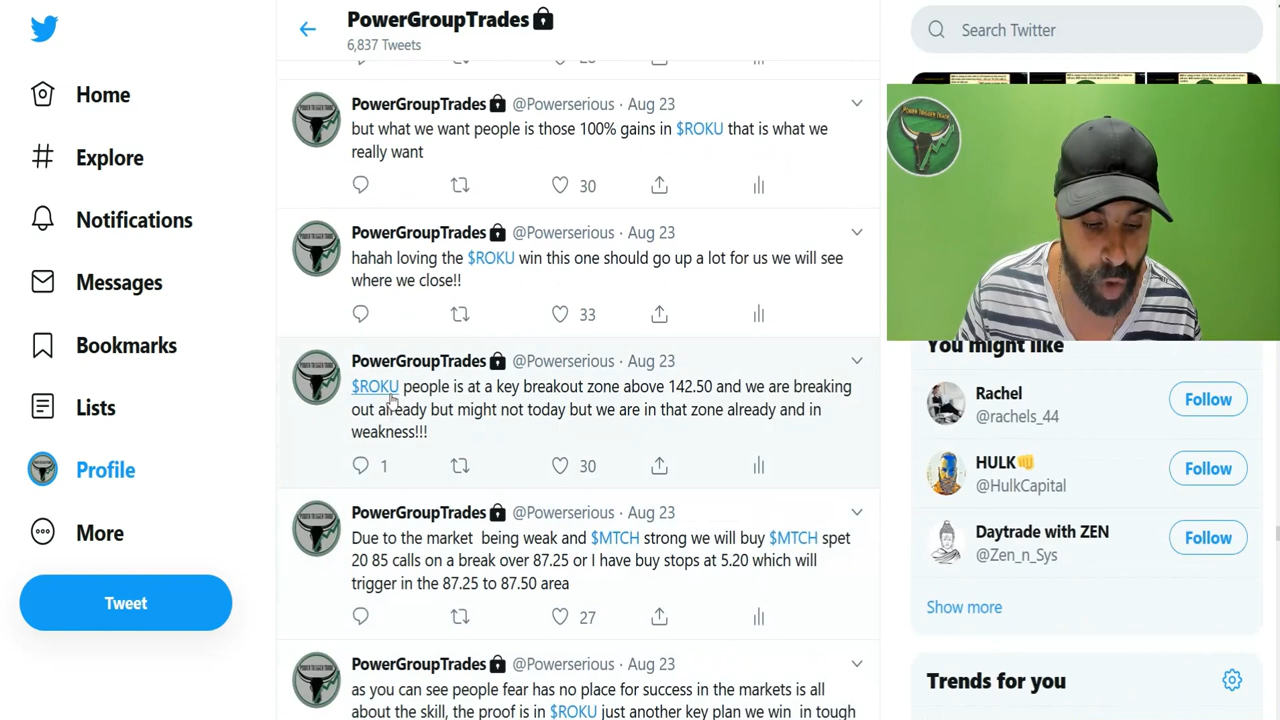 PowerGroupTrades
6,837 Tweets
Search Twitter
Home
Explore
Notifications
Messages
Bookmarks
Lists
Profile
More
Tweet
PowerGroupTrades @Powerserious · Aug 23
but what we want people is those 100% gains in $ROKU that is what we
really want
30
PowerGroupTrades @Powerserious · Aug 23
hahah loving the $ROKU win this one should go up a lot for us we will see
where we close!!
33
PowerGroupTrades @Powerserious · Aug 23
$ROKU people is at a key breakout zone above 142.50 and we are breaking
out already but might not today but we are in that zone already and in
weakness!!!
1 30
PowerGroupTrades @Powerserious · Aug 23
Due to the market being weak and $MTCH strong we will buy $MTCH spet
20 85 calls on a break over 87.25 or I have buy stops at 5.20 which will
trigger in the 87.25 to 87.50 area
27
PowerGroupTrades @Powerserious · Aug 23
as you can see people fear has no place for success in the markets is all
about the skill, the proof is in $ROKU just another key plan we win in tough
POWER TRIGGER TRADE
You might like
Rachel
@rachels_44
Follow
HULK
@HulkCapital
Follow
Daytrade with ZEN
@Zen_n_Sys
Follow
Show more
Trends for you